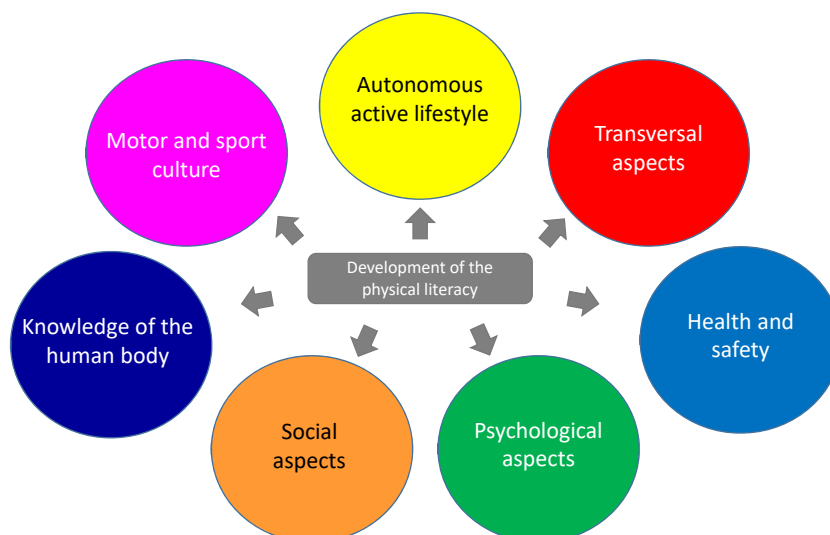 Autonomous
active lifestyle
Motor and sport
culture
Transversal
aspects
Development of the
physical literacy
Knowledge of the
human body
Health and
safety
Social
aspects
Psychological
aspects